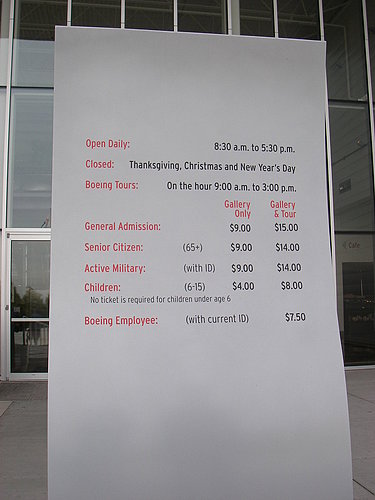 Open Daily: 8:30 a.m. to 5:30 p.m.
Closed: Thanksgiving, Christmas and New Year's Day
Boeing Tours: On the hour 9:00 a.m. to 3:00 p.m.
Gallery Only Gallery & Tour
General Admission: $9.00 $15.00
Senior Citizen: (65+) $9.00 $14.00
Active Military: (with ID) $9.00 $14.00
Children: (6-15) $4.00 $8.00
No ticket is required for children under age 6
Boeing Employee: (with current ID) $7.50
Cafe